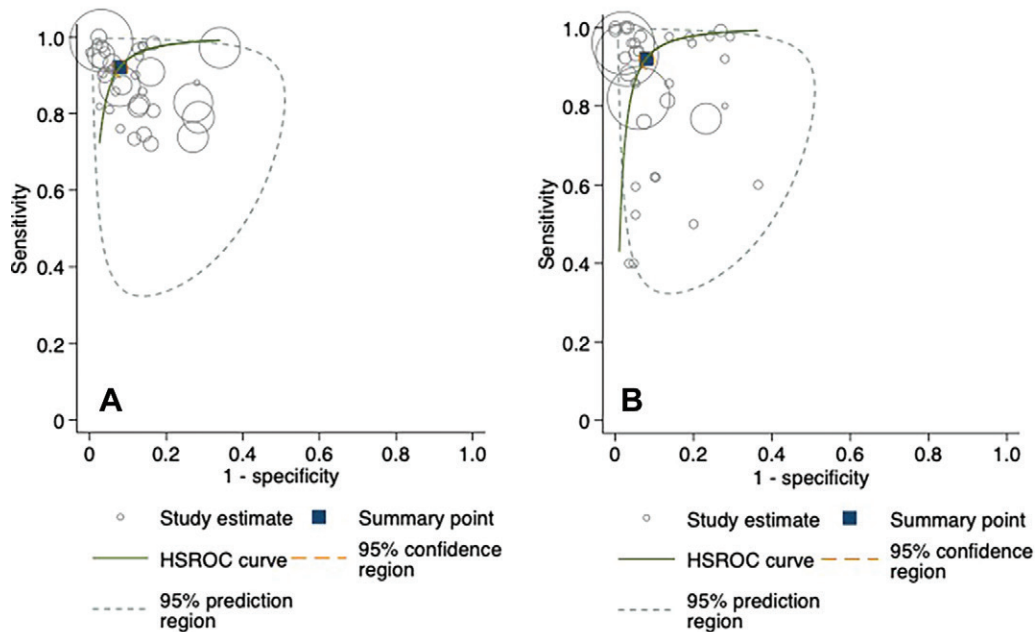 1.0
0.8
0.6
0.4
0.2
0
Sensitivity
A
0 0.2 0.4 0.6 0.8 1.0
1 - specificity
Study estimate
Summary point
HSROC curve
95% confidence
region
95% prediction
region
1.0
0.8
0.6
0.4
0.2
0
Sensitivity
B
0 0.2 0.4 0.6 0.8 1.0
1 - specificity
Study estimate
Summary point
HSROC curve
95% confidence
region
95% prediction
region